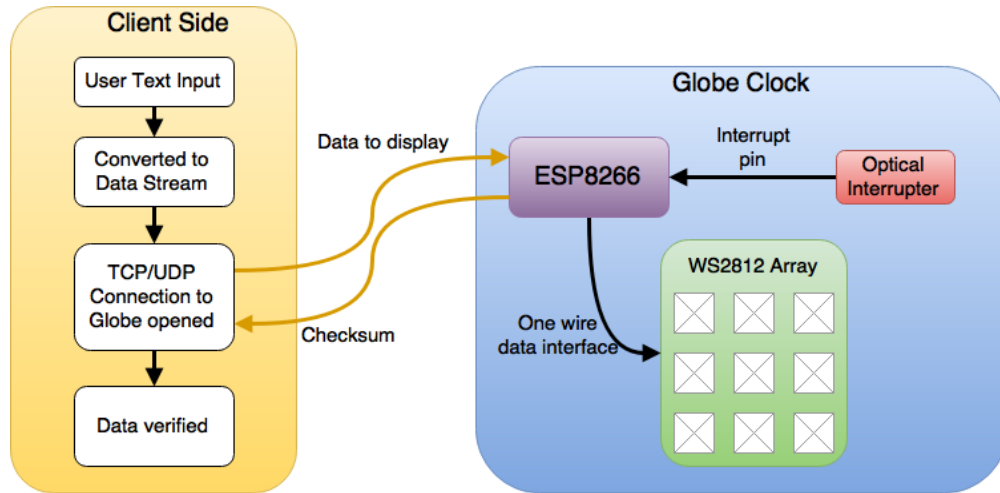 Client Side
User Text Input
Converted to
Data Stream
TCP/UDP
Connection to
Globe opened
Data verified
Data to display
Checksum
Globe Clock
ESP8266
Interrupt
pin
Optical
Interrupter
One wire
data interface
WS2812 Array